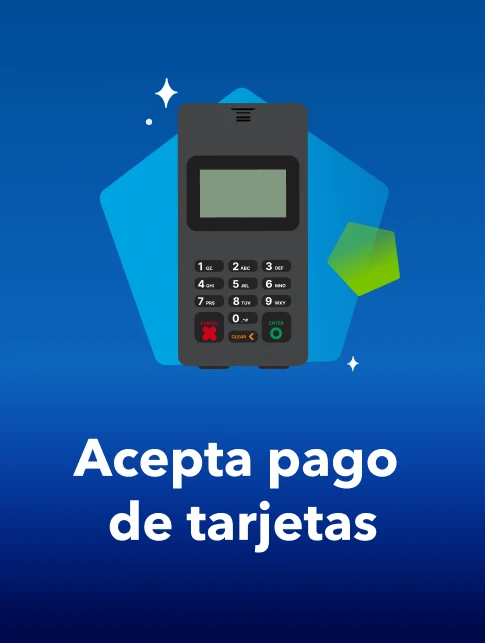 1 QZ. 2 ABC 3 DEF
4 GHI 5 JKL 6 MNO
7 PRS 8 TUV 9 WXY
CANCEL 0 ENTER
CLEAR
Acepta pago
de tarjetas